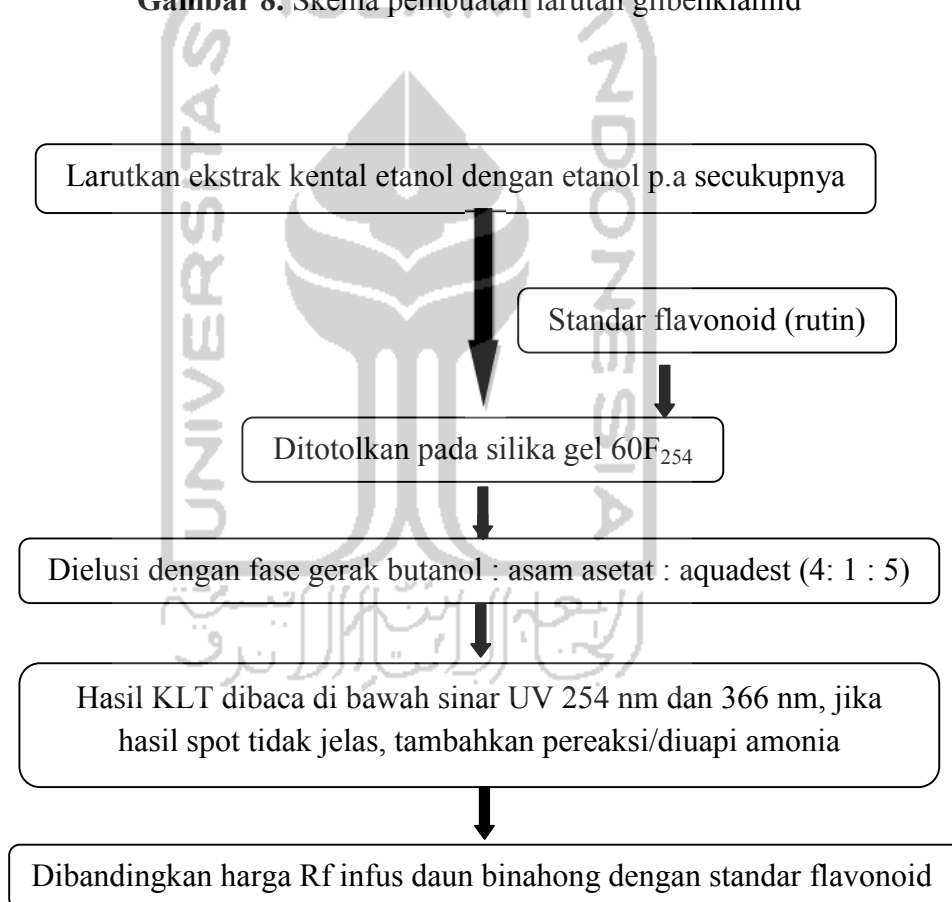 Gambar 8. Skema pembuatan larutan glibenklamid
UNIVERSITAS
INDONESIA
Larutkan ekstrak kental etanol dengan etanol p.a secukupnya
Standar flavonoid (rutin)
Ditotolkan pada silika gel 60F254
Dielusi dengan fase gerak butanol : asam asetat : aquadest (4: 1 : 5)
Hasil KLT dibaca di bawah sinar UV 254 nm dan 366 nm, jika
hasil spot tidak jelas, tambahkan pereaksi/diuapi amonia
Dibandingkan harga Rf infus daun binahong dengan standar flavonoid